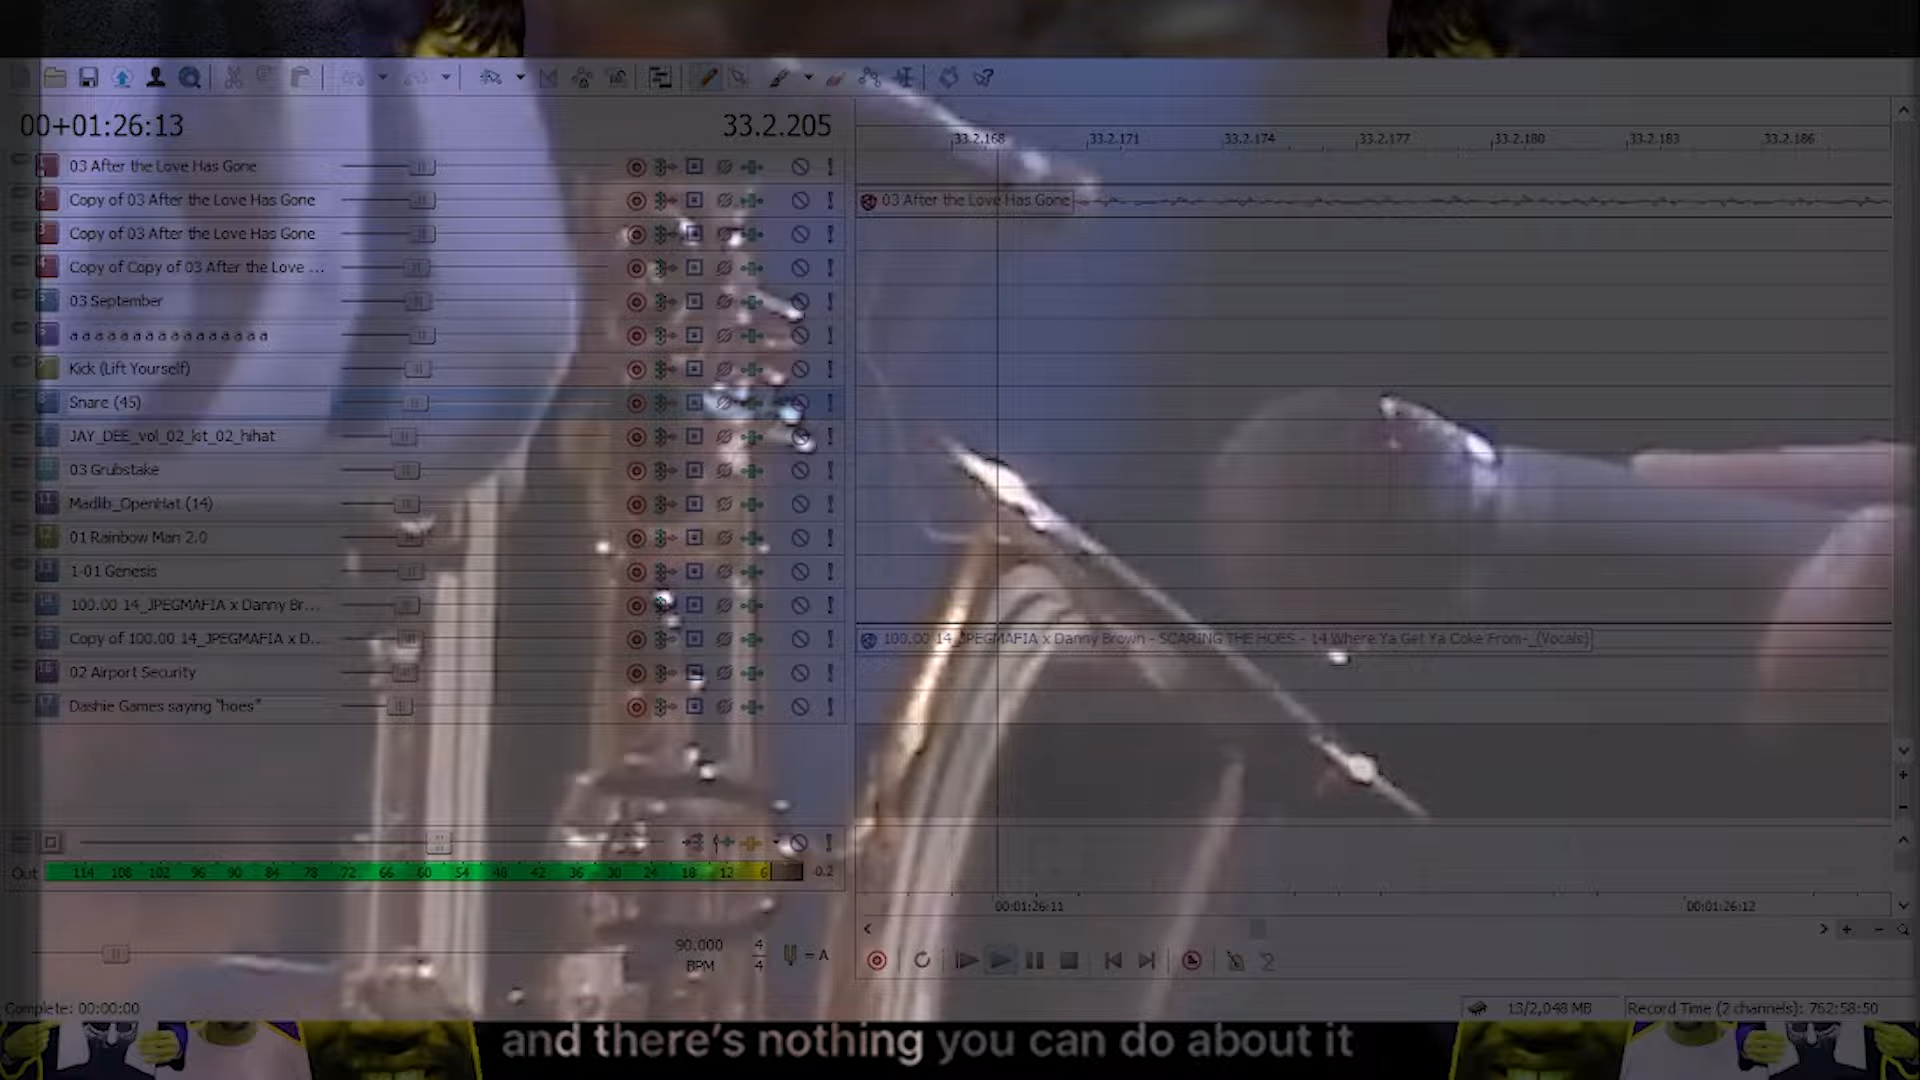 00+01:26:13
33.2.205
33.2.168 33.2.171 33.2.174 33.2.177 33.2.180 33.2.183 33.2.186
03 After the Love Has Gone
Copy of 03 After the Love Has Gone
03 After the Love Has Gone
Copy of 03 After the Love Has Gone
Copy of Copy of 03 After the Love ...
03 September
a a a a a a a a a a a a a a a
Kick (Lift Yourself)
Snare (45)
JAY_DEE_vol_02_kit_02_hihat
03 Grubstake
11 Madlib_OpenHat (14)
12 01 Rainbow Man 2.0
13 1-01 Genesis
14 100.00 14_JPEGMAFIA x Danny Br...
15 Copy of 100.00 14_JPEGMAFIA x D...
100.00 14_JPEGMAFIA x Danny Brown - SCARING THE HOES - 14 Where Ya Get Ya Coke From-_(Vocals)
16 02 Airport Security
17 Dashie Games saying "hoes"
Out 114 108 102 96 90 84 78 72 66 60 54 48 42 36 30 24 18 12 6 -0.2
00:01:26:11 00:01:26:12
90.000 BPM
4/4
= A
Complete: 00:00:00
13/2,048 MB
Record Time (2 channels): 762:58:50
and there's nothing you can do about it